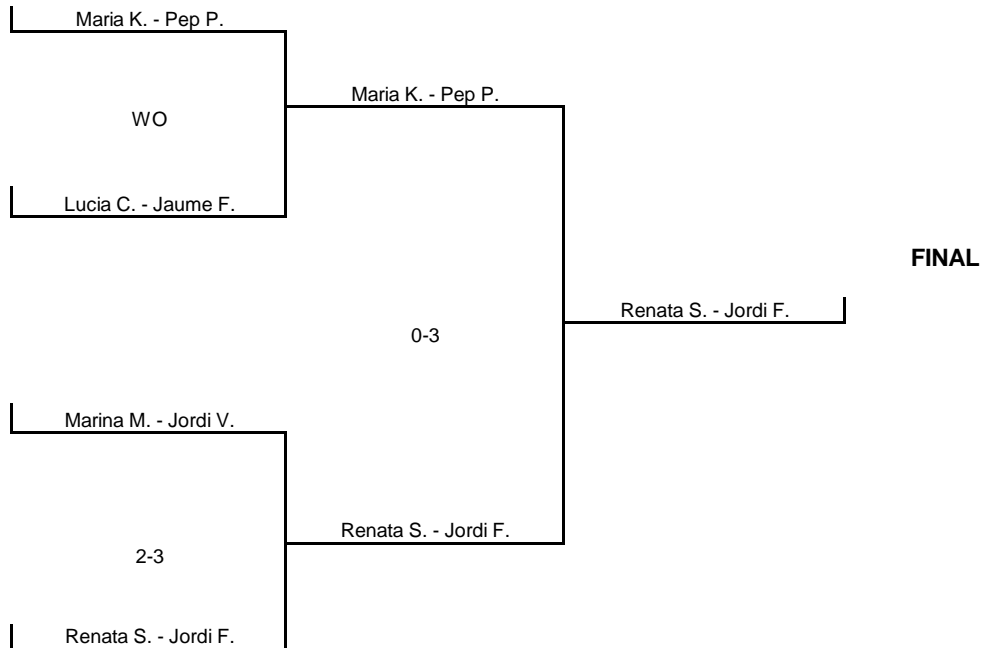 Maria K. - Pep P.
Maria K. - Pep P.
WO
Lucia C. - Jaume F.
FINAL
Renata S. - Jordi F.
0-3
Marina M. - Jordi V.
Renata S. - Jordi F.
2-3
Renata S. - Jordi F.